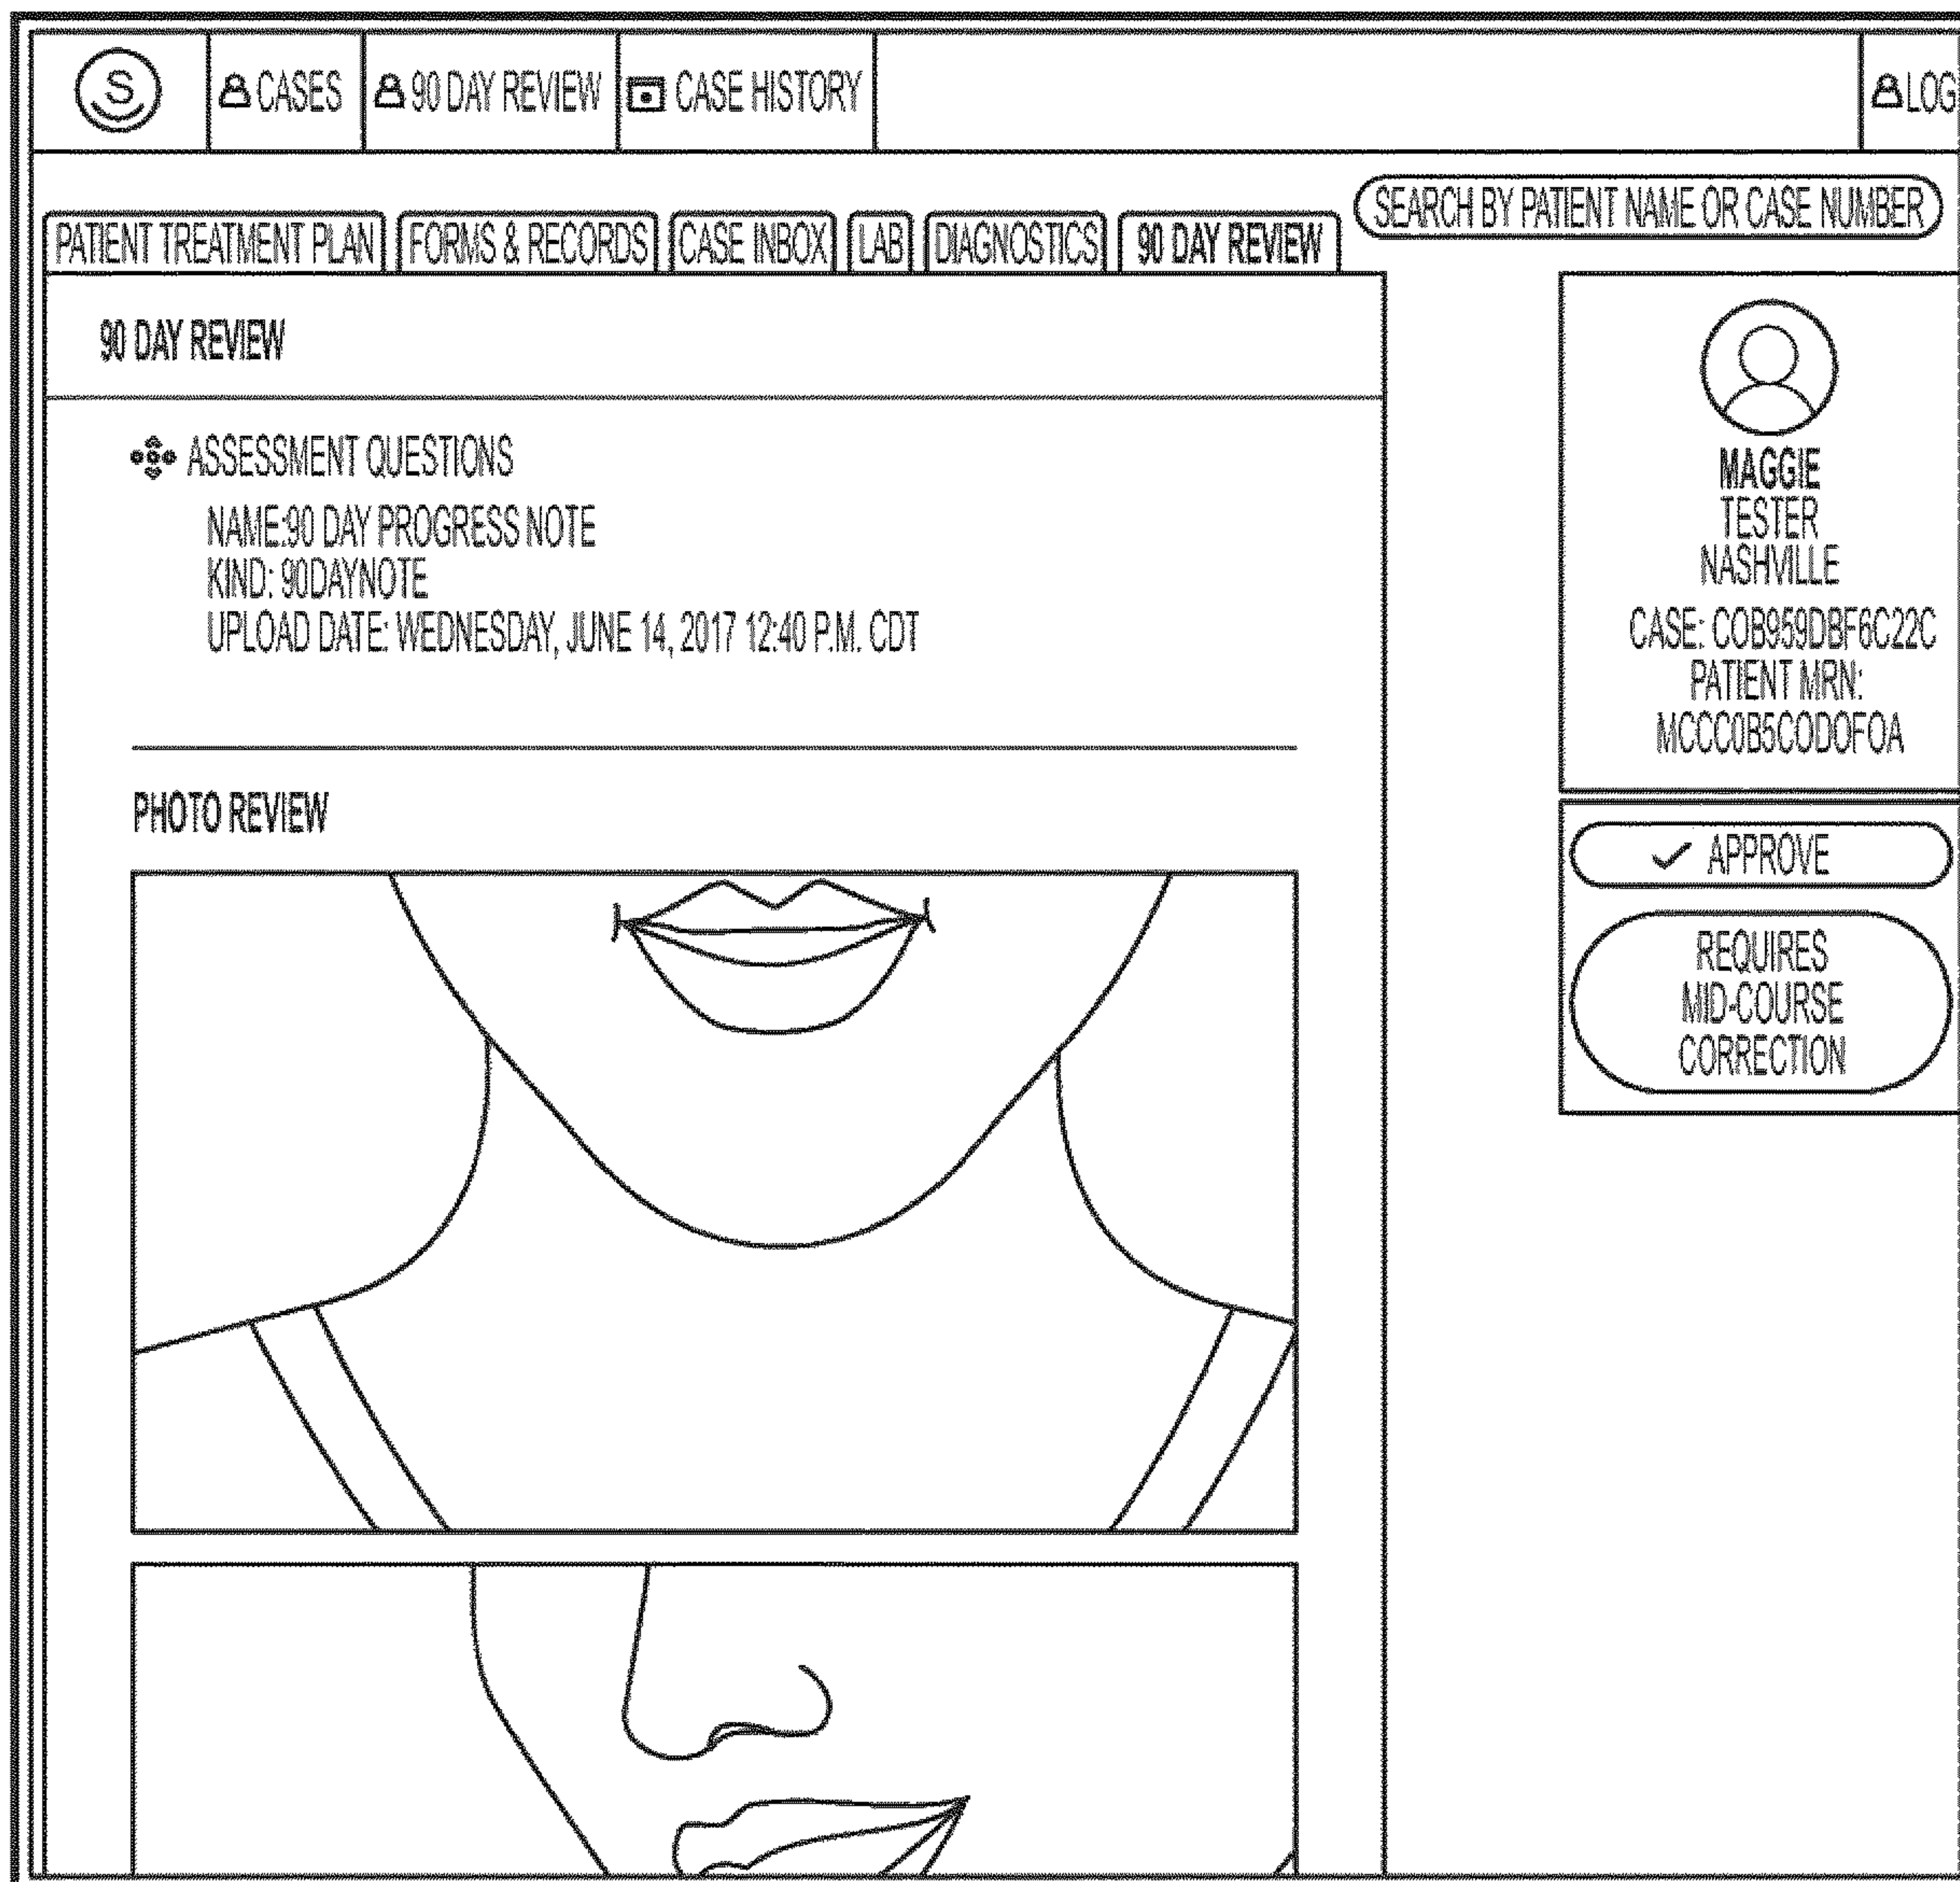 S
CASES
90 DAY REVIEW
CASE HISTORY
LOG
SEARCH BY PATIENT NAME OR CASE NUMBER
PATIENT TREATMENT PLAN
FORMS & RECORDS
CASE INBOX
LAB
DIAGNOSTICS
90 DAY REVIEW
90 DAY REVIEW
ASSESSMENT QUESTIONS
NAME:90 DAY PROGRESS NOTE
KIND: 90DAYNOTE
UPLOAD DATE: WEDNESDAY, JUNE 14, 2017 12:40 P.M. CDT
PHOTO REVIEW
MAGGIE
TESTER
NASHVILLE
CASE: COB959DBF6C22C
PATIENT MRN:
MCCC0B5CODOFOA
APPROVE
REQUIRES
MID-COURSE
CORRECTION